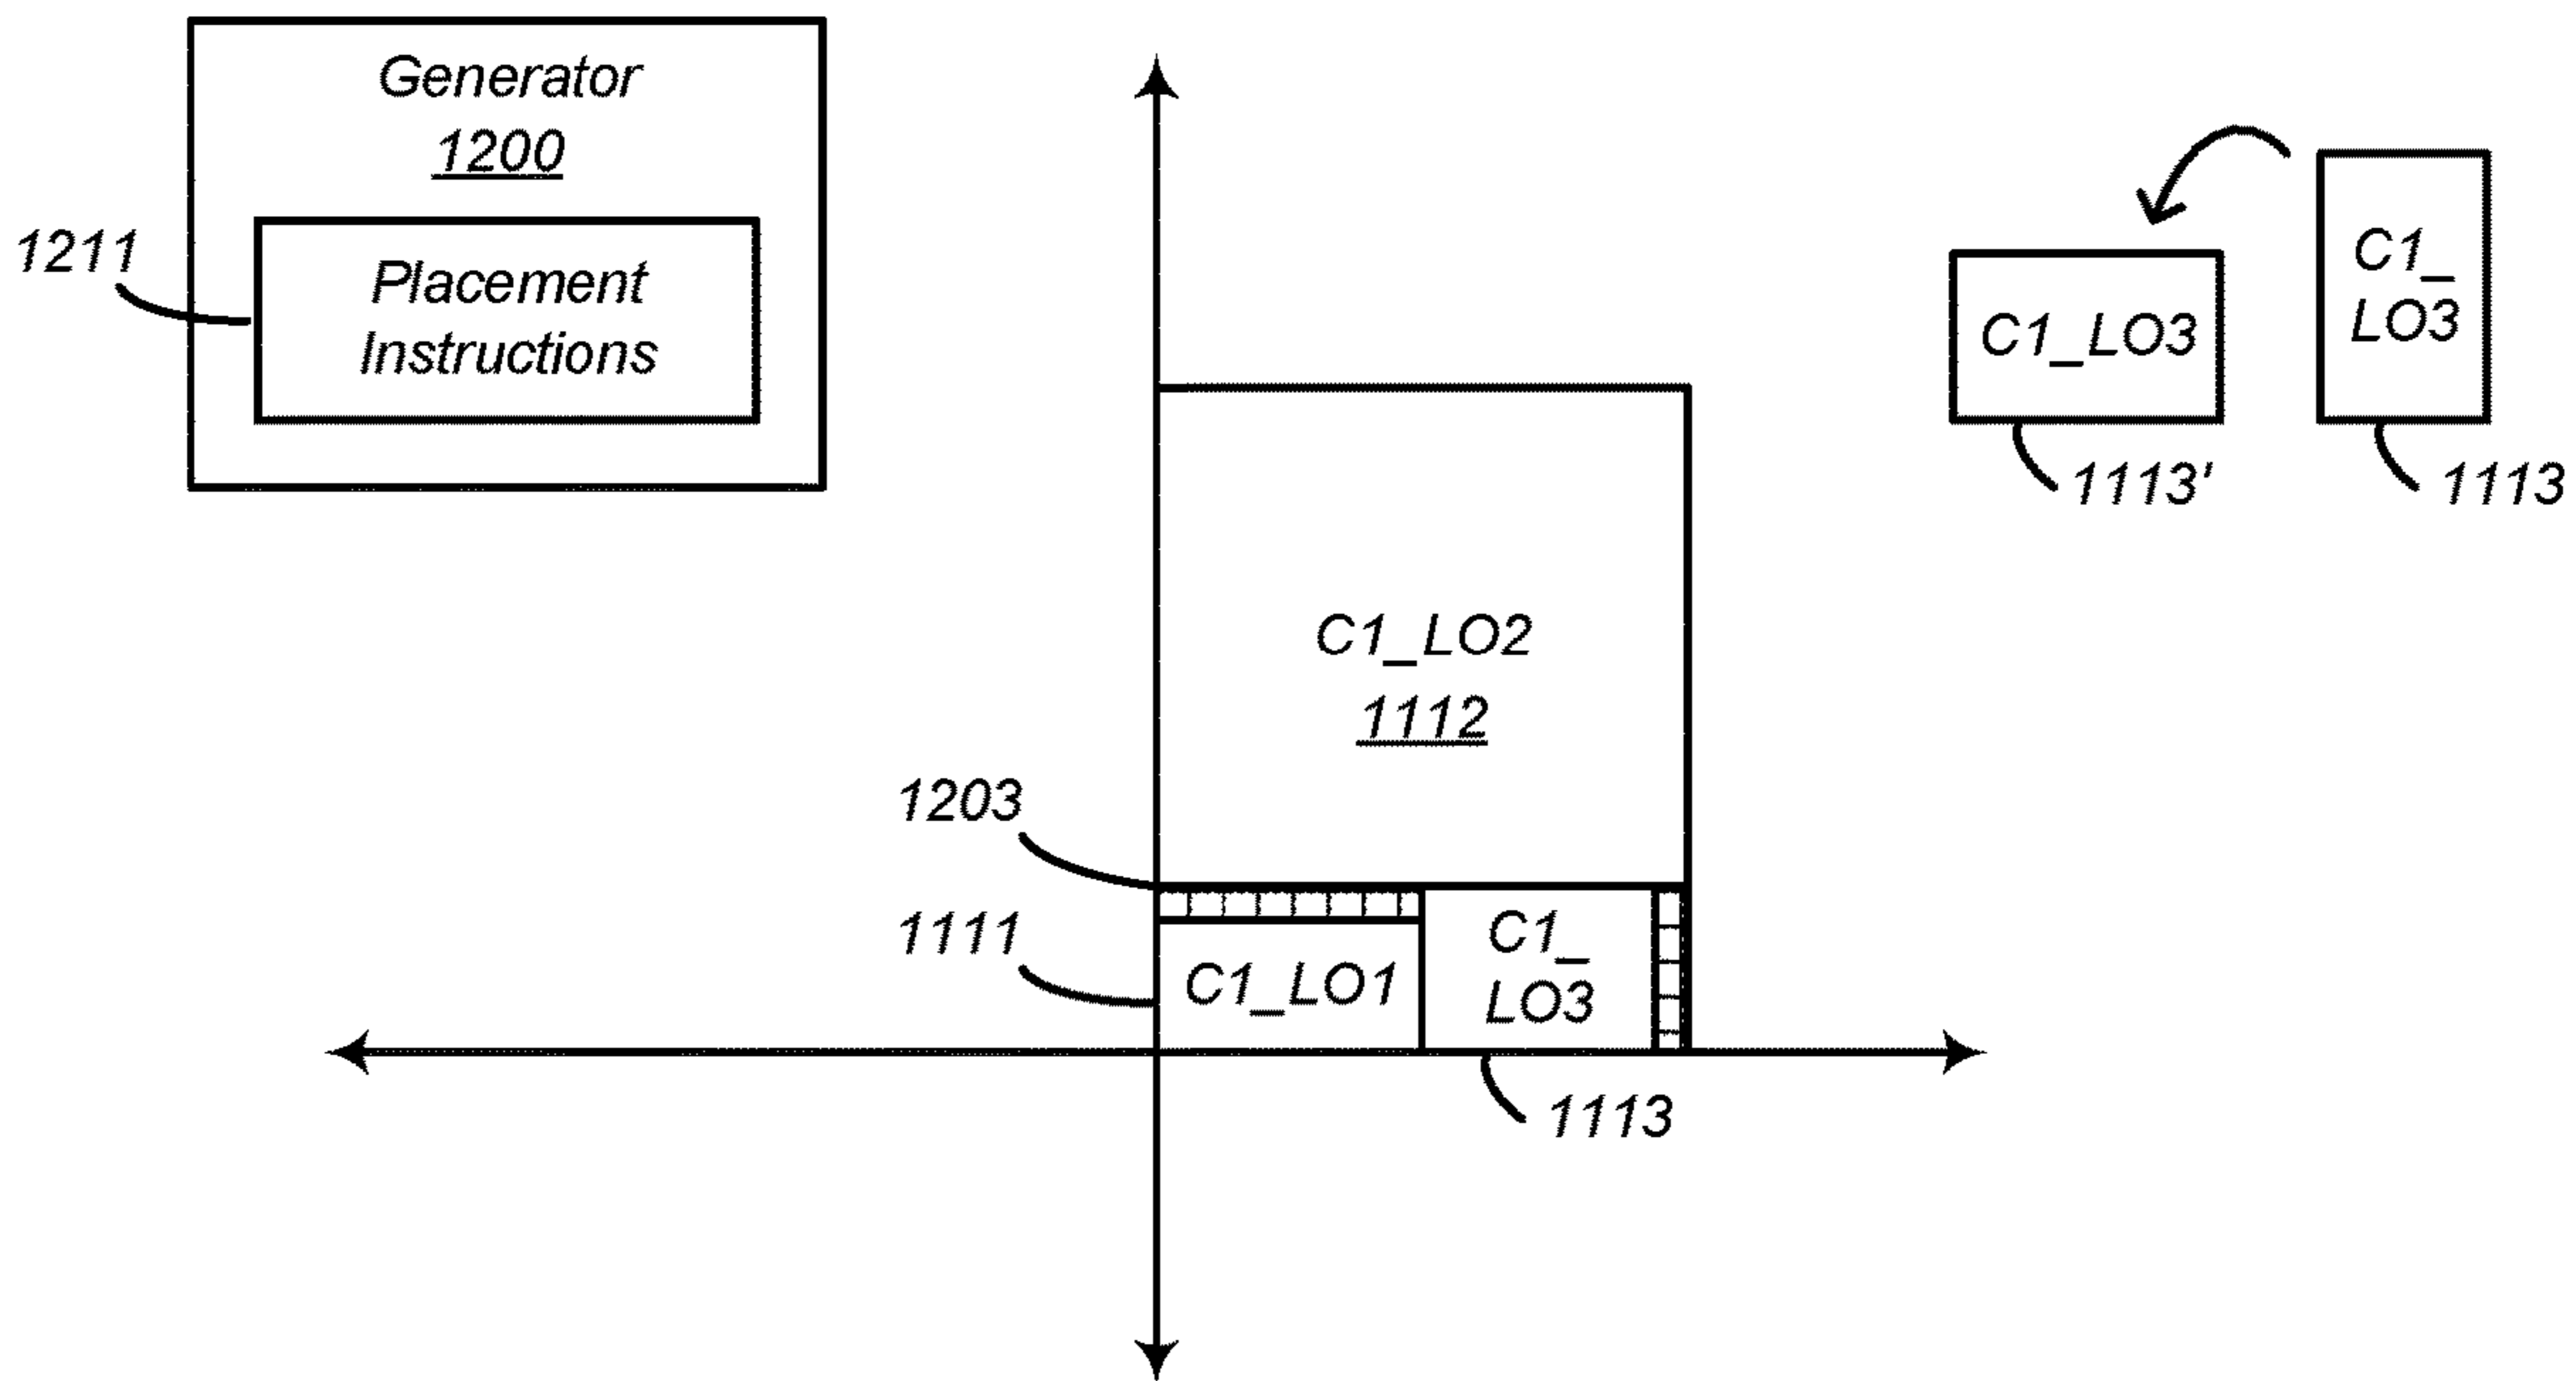 Generator
1200
1211
Placement
Instructions
C1_
LO3
C1_LO3
1113'
1113
C1_LO2
1112
1203
1111
C1_LO1
C1_
LO3
1113